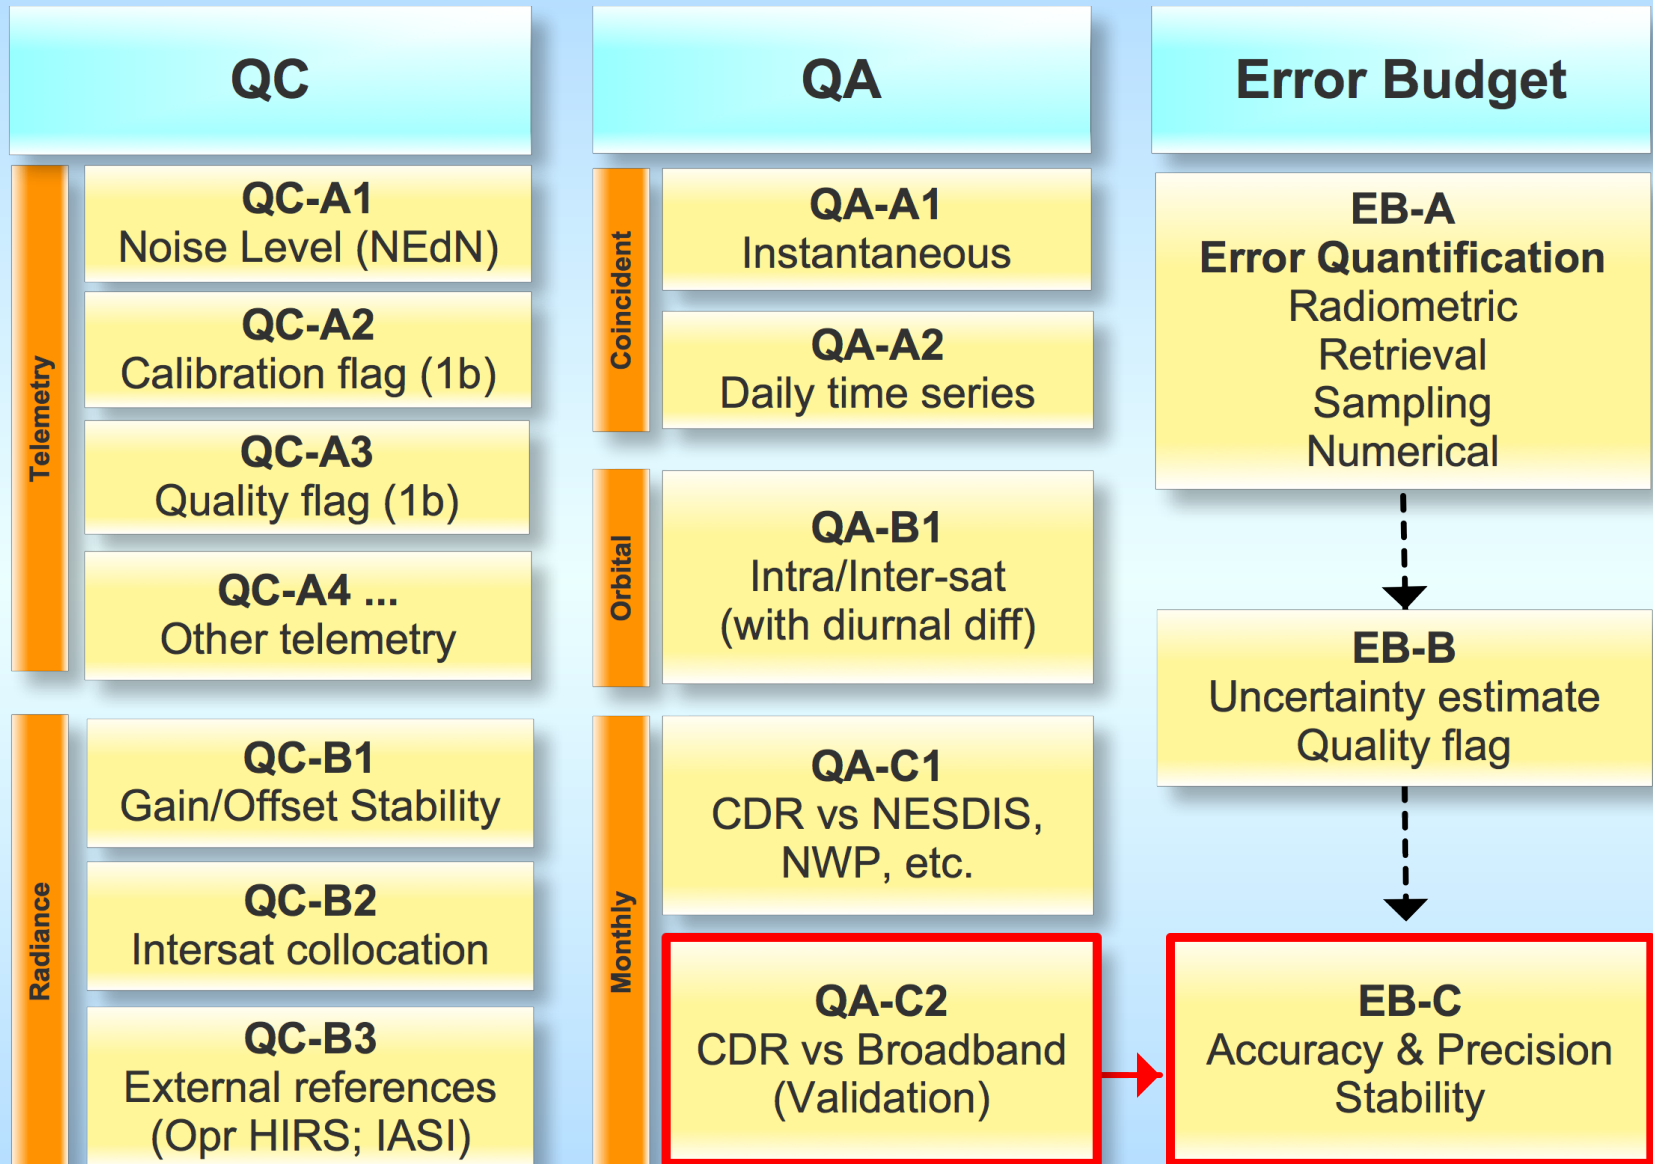 QC
Telemetry
QC-A1
Noise Level (NEdN)
QC-A2
Calibration flag (1b)
QC-A3
Quality flag (1b)
QC-A4 ...
Other telemetry
Radiance
QC-B1
Gain/Offset Stability
QC-B2
Intersat collocation
QC-B3
External references
(Opr HIRS; IASI)
QA
Coincident
QA-A1
Instantaneous
QA-A2
Daily time series
Orbital
QA-B1
Intra/Inter-sat
(with diurnal diff)
Monthly
QA-C1
CDR vs NESDIS,
NWP, etc.
QA-C2
CDR vs Broadband
(Validation)
Error Budget
EB-A
Error Quantification
Radiometric
Retrieval
Sampling
Numerical
EB-B
Uncertainty estimate
Quality flag
EB-C
Accuracy & Precision
Stability